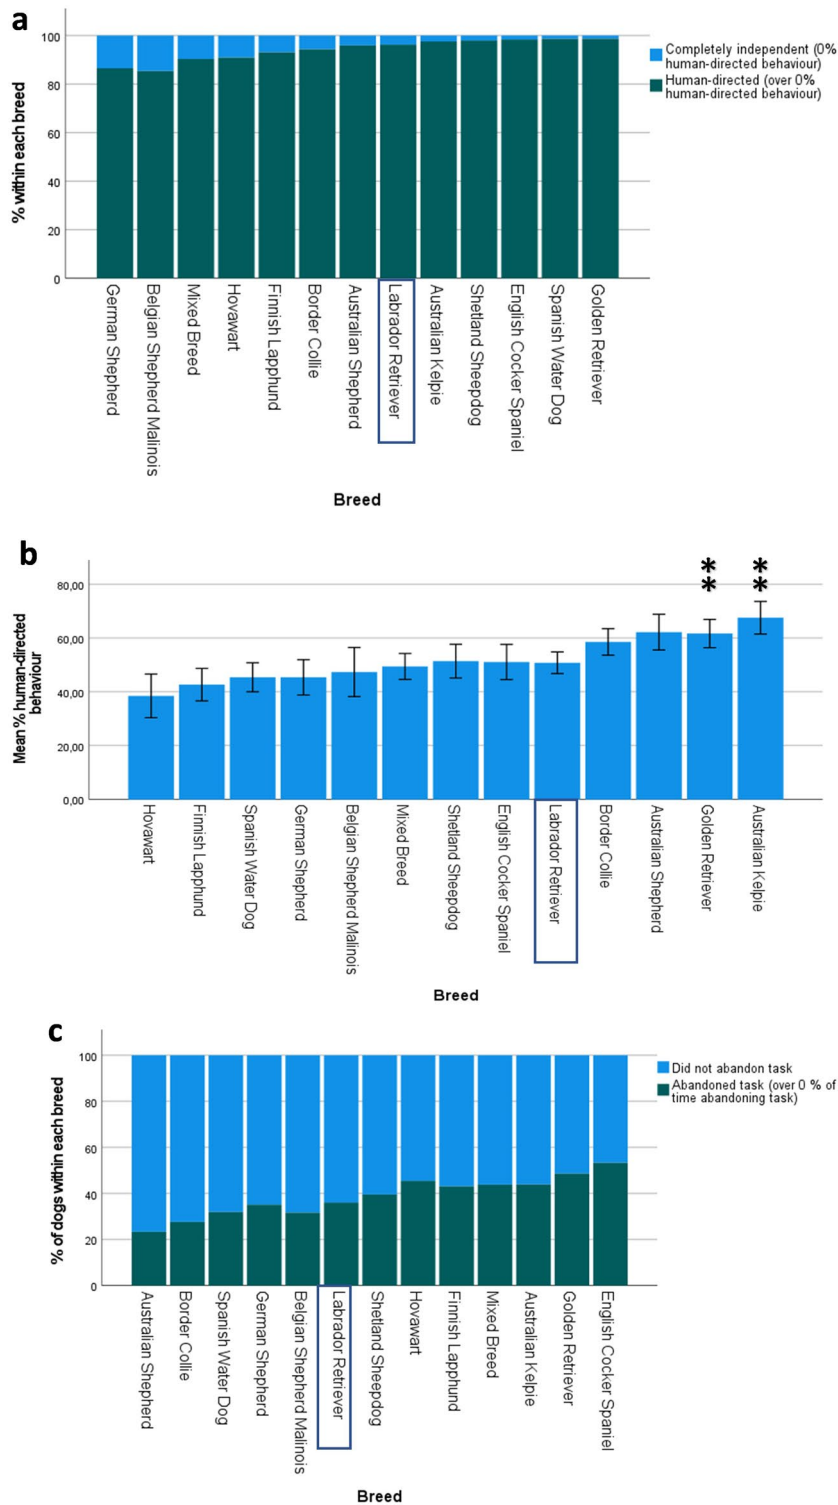 a
100
80
60
40
20
0
% within each breed
Completely independent (0%
human-directed behaviour)
Human-directed (over 0%
human-directed behaviour)
German Shepherd
Belgian Shepherd Malinois
Mixed Breed
Hovawart
Finnish Lapphund
Border Collie
Australian Shepherd
Labrador Retriever
Australian Kelpie
Shetland Sheepdog
English Cocker Spaniel
Spanish Water Dog
Golden Retriever
Breed
b
80,00
60,00
40,00
20,00
0,00
Mean % human-directed
behaviour
* *
* *
Hovawart
Finnish Lapphund
Spanish Water Dog
German Shepherd
Belgian Shepherd Malinois
Mixed Breed
Shetland Sheepdog
English Cocker Spaniel
Labrador Retriever
Border Collie
Australian Shepherd
Golden Retriever
Australian Kelpie
Breed
c
100
80
60
40
20
0
% of dogs within each breed
Did not abandon task
Abandoned task (over 0 % of
time abandoning task)
Australian Shepherd
Border Collie
Spanish Water Dog
German Shepherd
Belgian Shepherd Malinois
Labrador Retriever
Shetland Sheepdog
Hovawart
Finnish Lapphund
Mixed Breed
Australian Kelpie
Golden Retriever
English Cocker Spaniel
Breed